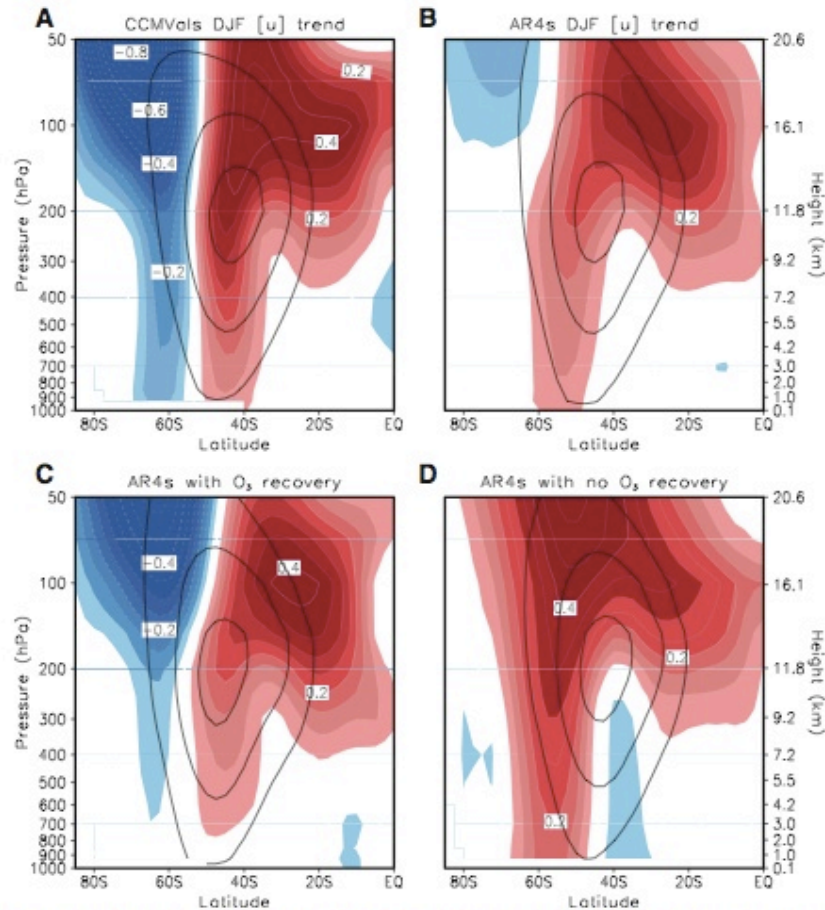 A
CCMVals DJF [u] trend
50
100
200
300
400
500
600
700
800
900
1000
Pressure (hPa)
−0.8
−0.6
−0.4
−0.2
0.2
0.4
0.2
80S 60S 40S 20S EQ
Latitude
B
AR4s DJF [u] trend
0.2
20.6
16.1
11.8
9.2
7.2
5.5
4.2
3.0
2.0
1.0
0.1
Height (km)
80S 60S 40S 20S EQ
Latitude
C
AR4s with O3 recovery
50
100
200
300
400
500
600
700
800
900
1000
Pressure (hPa)
−0.4
−0.2
0.4
0.2
80S 60S 40S 20S EQ
Latitude
D
AR4s with no O3 recovery
0.4
0.2
0.2
20.6
16.1
11.8
9.2
7.2
5.5
4.2
3.0
2.0
1.0
0.1
Height (km)
80S 60S 40S 20S EQ
Latitude